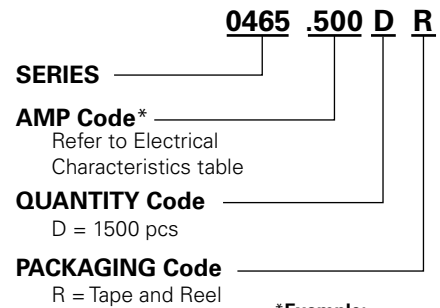 0465 .500 D R
SERIES
AMP Code*
Refer to Electrical
Characteristics table
QUANTITY Code
D = 1500 pcs
PACKAGING Code
R = Tape and Reel
*Example: